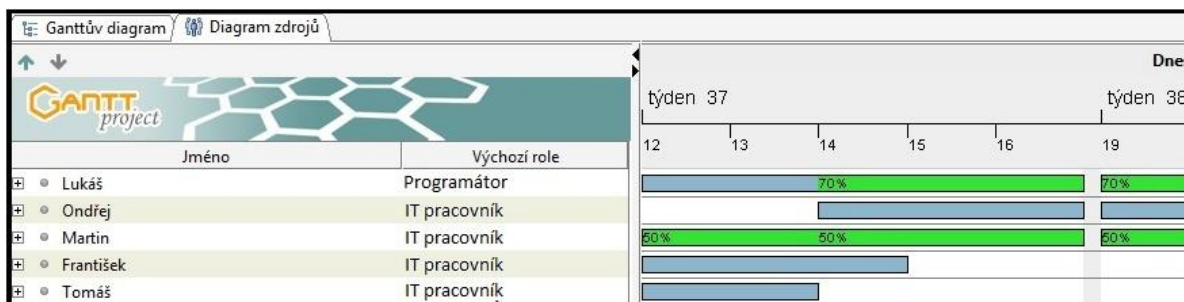 Ganttův diagram Diagram zdrojů
Dne
GANTT
project
týden 37 týden 38
12 13 14 15 16 19
Jméno Výchozí role
Lukáš Programátor 70% 70%
Ondřej IT pracovník
Martin IT pracovník 50% 50% 50%
František IT pracovník
Tomáš IT pracovník